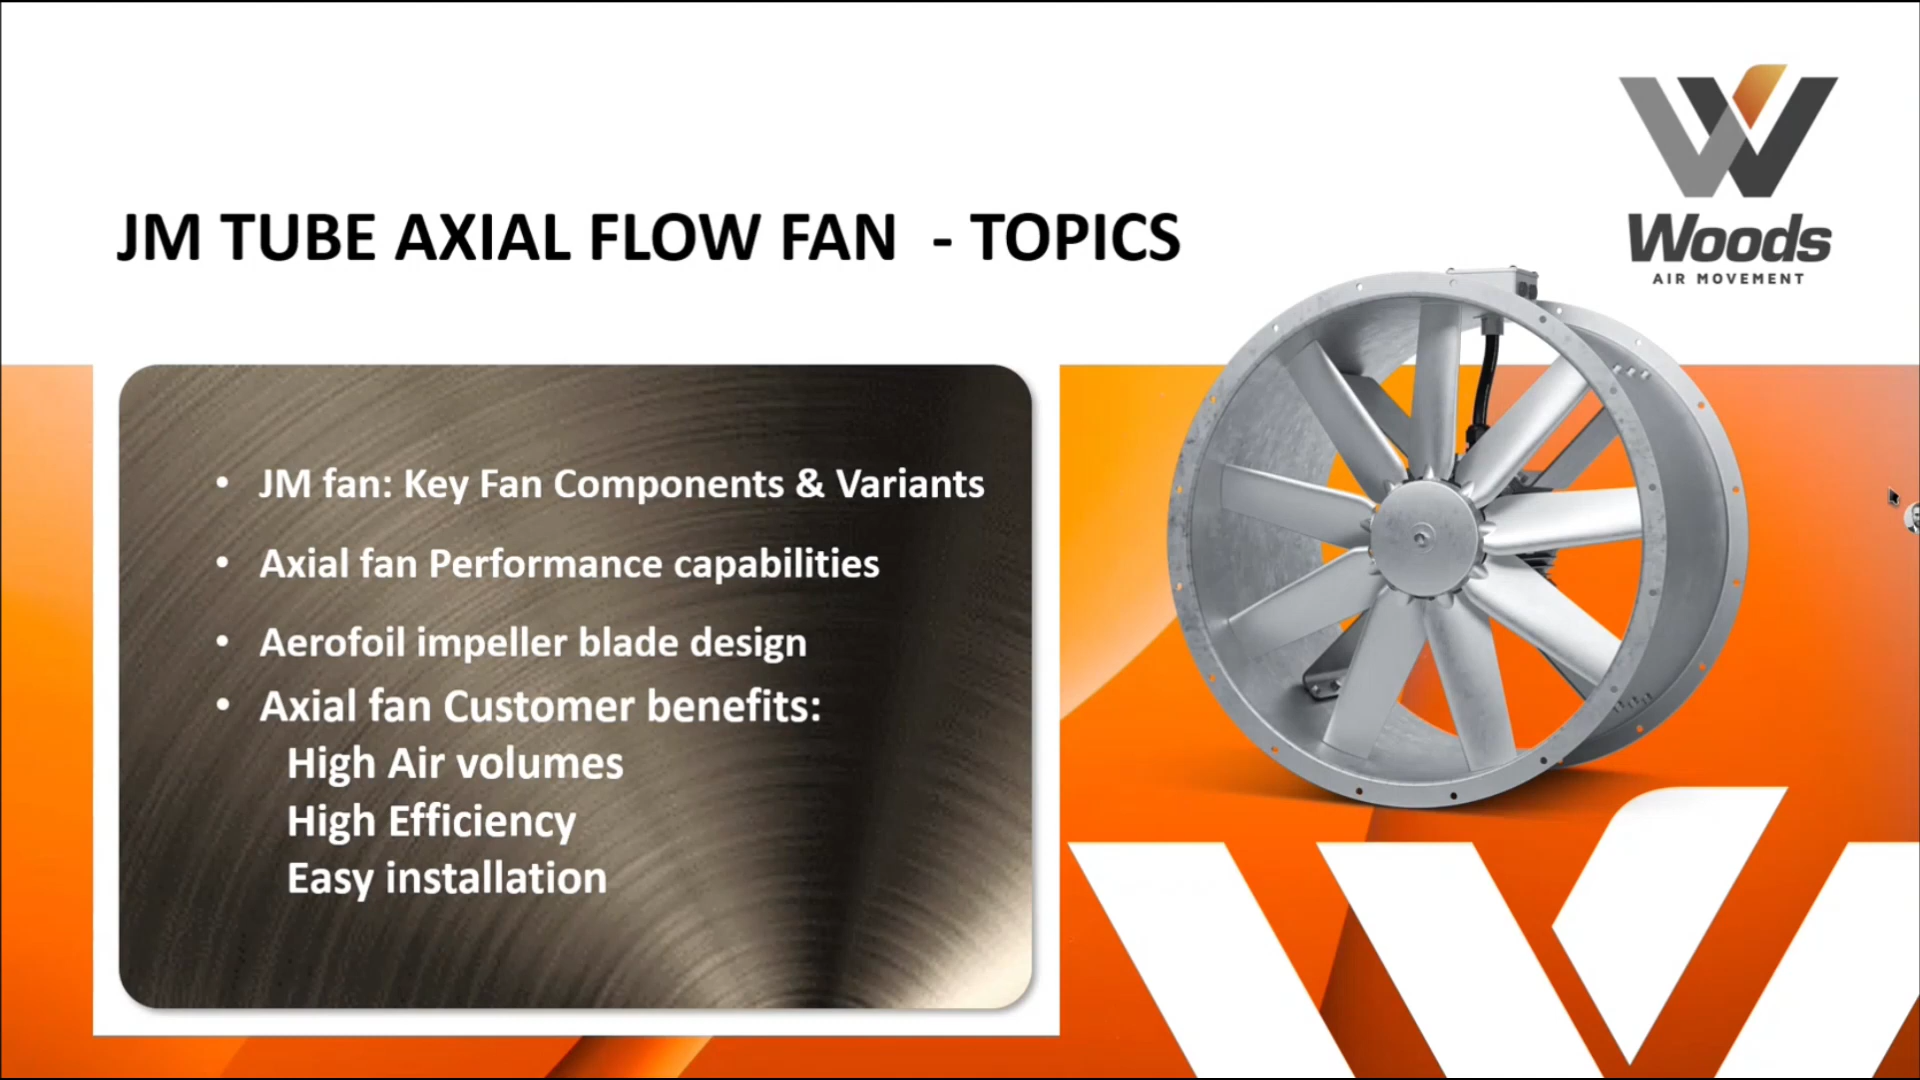 JM TUBE AXIAL FLOW FAN - TOPICS
Woods
AIR MOVEMENT
• JM fan: Key Fan Components & Variants
• Axial fan Performance capabilities
• Aerofoil impeller blade design
• Axial fan Customer benefits:
High Air volumes
High Efficiency
Easy installation